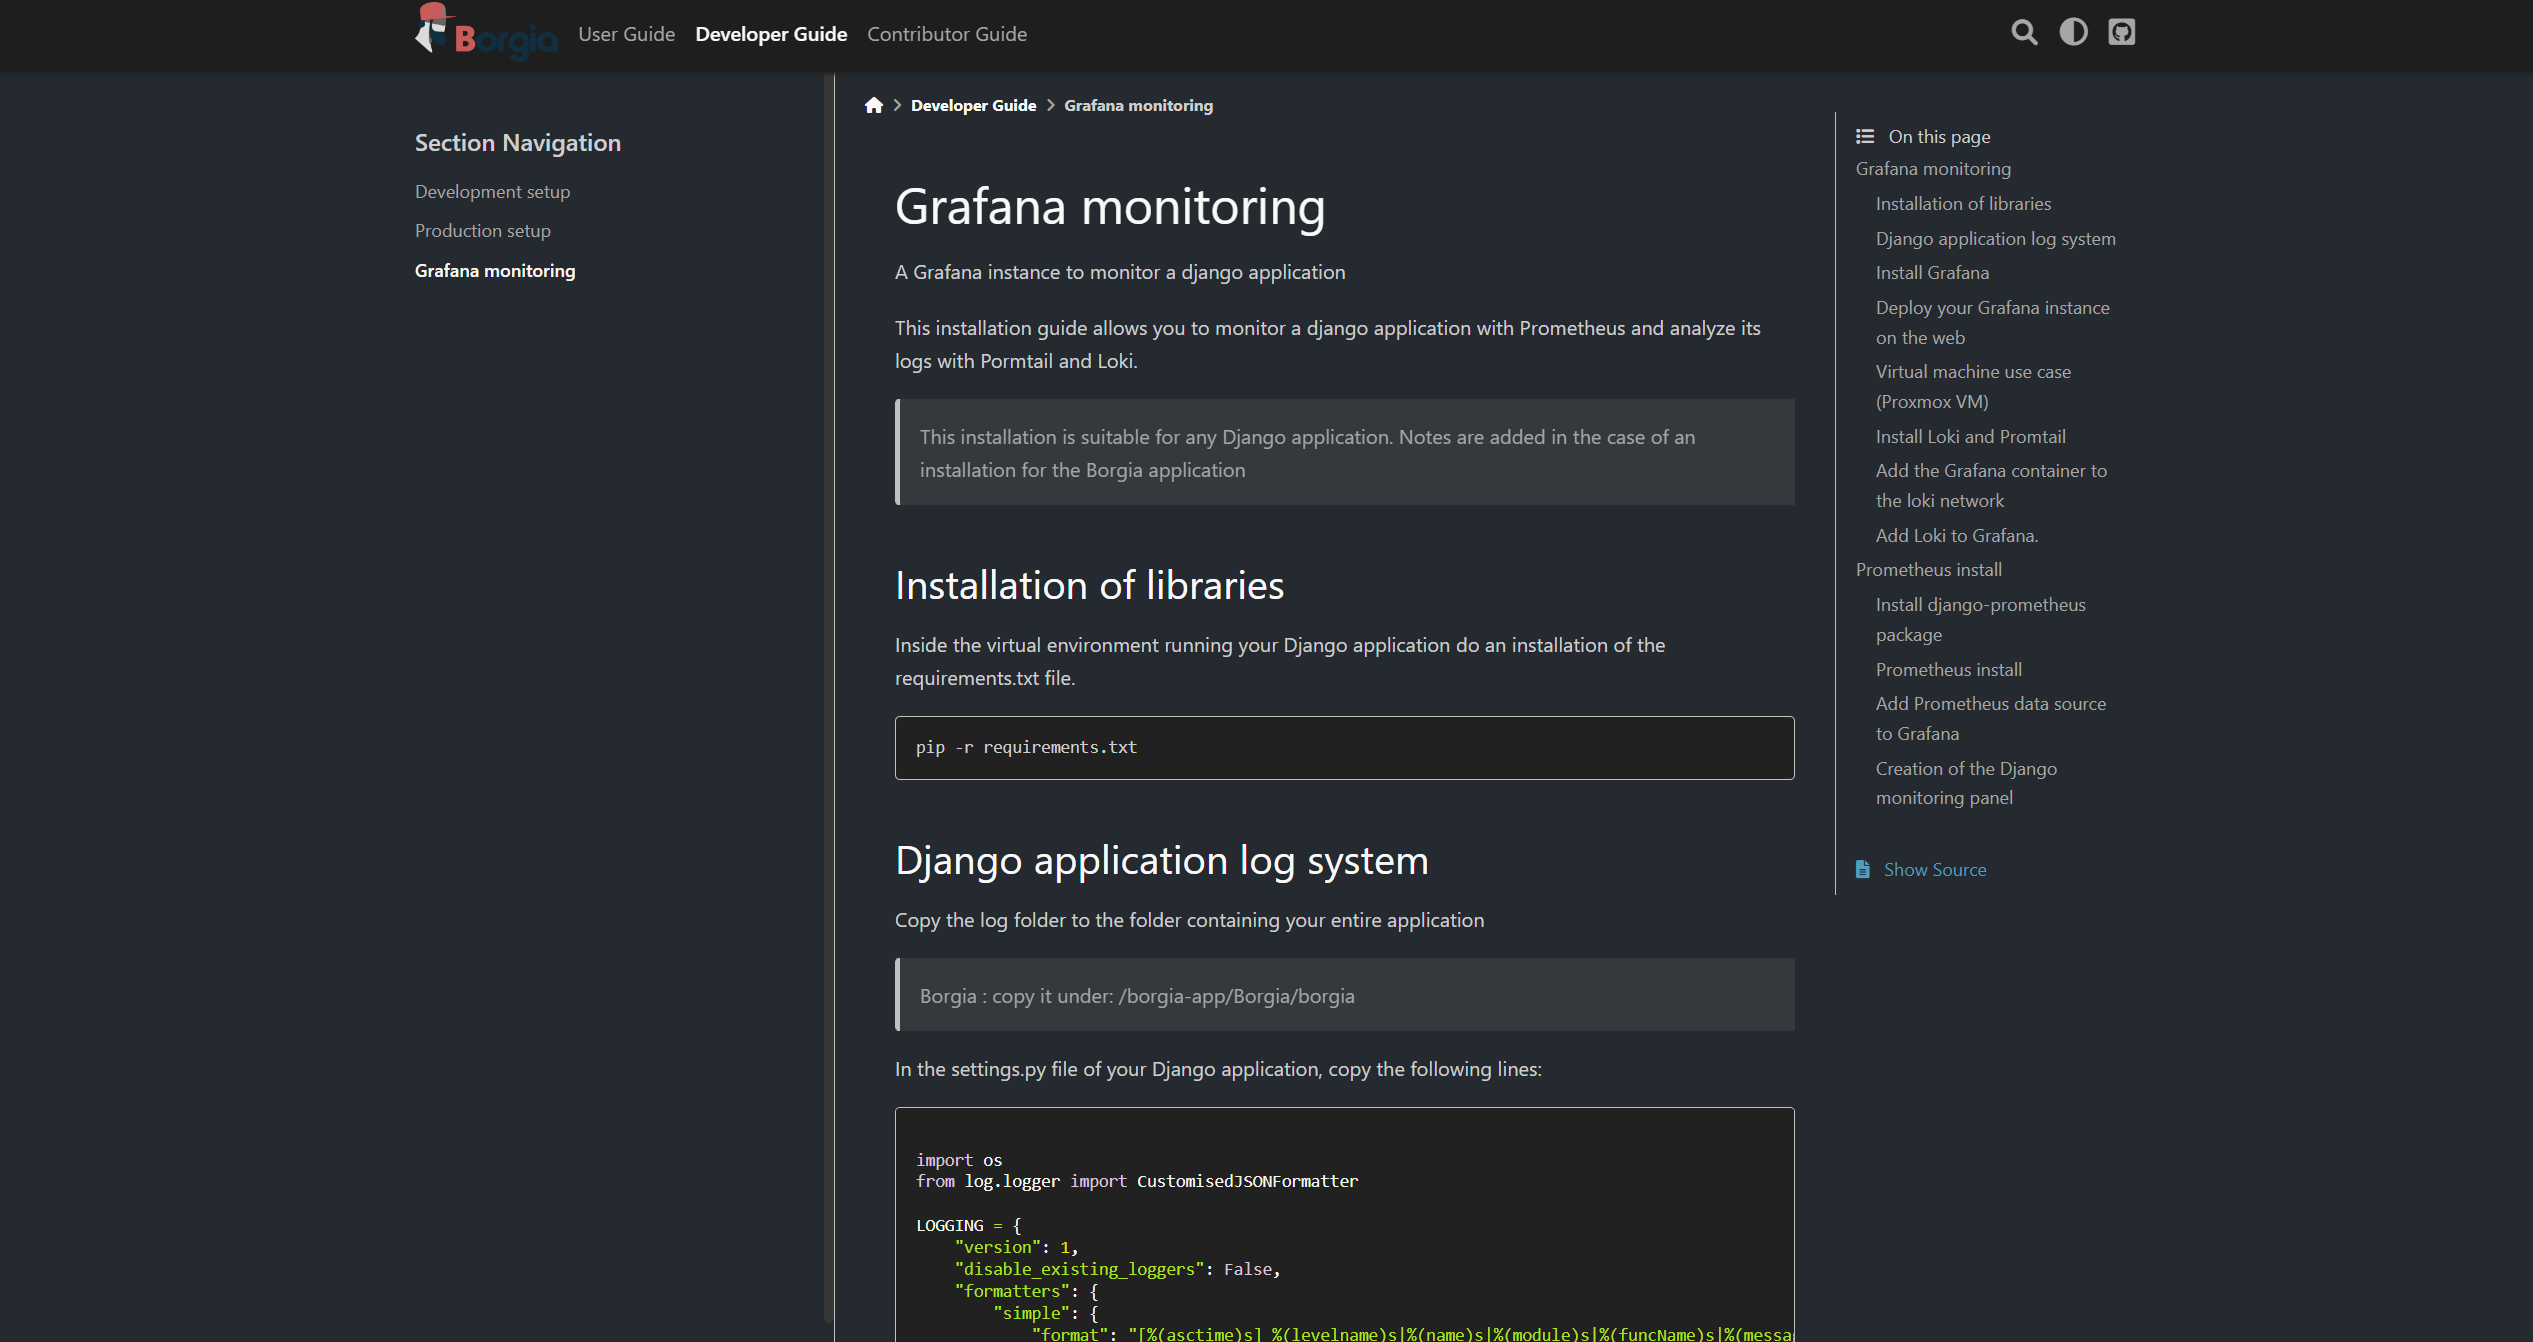 Borgia User Guide Developer Guide Contributor Guide
Section Navigation
Development setup
Production setup
Grafana monitoring
Developer Guide > Grafana monitoring
Grafana monitoring
A Grafana instance to monitor a django application
This installation guide allows you to monitor a django application with Prometheus and analyze its
logs with Pormtail and Loki.
This installation is suitable for any Django application. Notes are added in the case of an
installation for the Borgia application
Installation of libraries
Inside the virtual environment running your Django application do an installation of the
requirements.txt file.
pip -r requirements.txt
Django application log system
Copy the log folder to the folder containing your entire application
Borgia : copy it under: /borgia-app/Borgia/borgia
In the settings.py file of your Django application, copy the following lines:
import os
from log.logger import CustomisedJSONFormatter
LOGGING = {
"version": 1,
"disable_existing_loggers": False,
"formatters": {
"simple": {
"format": "[%(asctime)s] %(levelname)s|%(name)s|%(module)s|%(funcName)s|%(messa
On this page
Grafana monitoring
Installation of libraries
Django application log system
Install Grafana
Deploy your Grafana instance
on the web
Virtual machine use case
(Proxmox VM)
Install Loki and Promtail
Add the Grafana container to
the loki network
Add Loki to Grafana.
Prometheus install
Install django-prometheus
package
Prometheus install
Add Prometheus data source
to Grafana
Creation of the Django
monitoring panel
Show Source